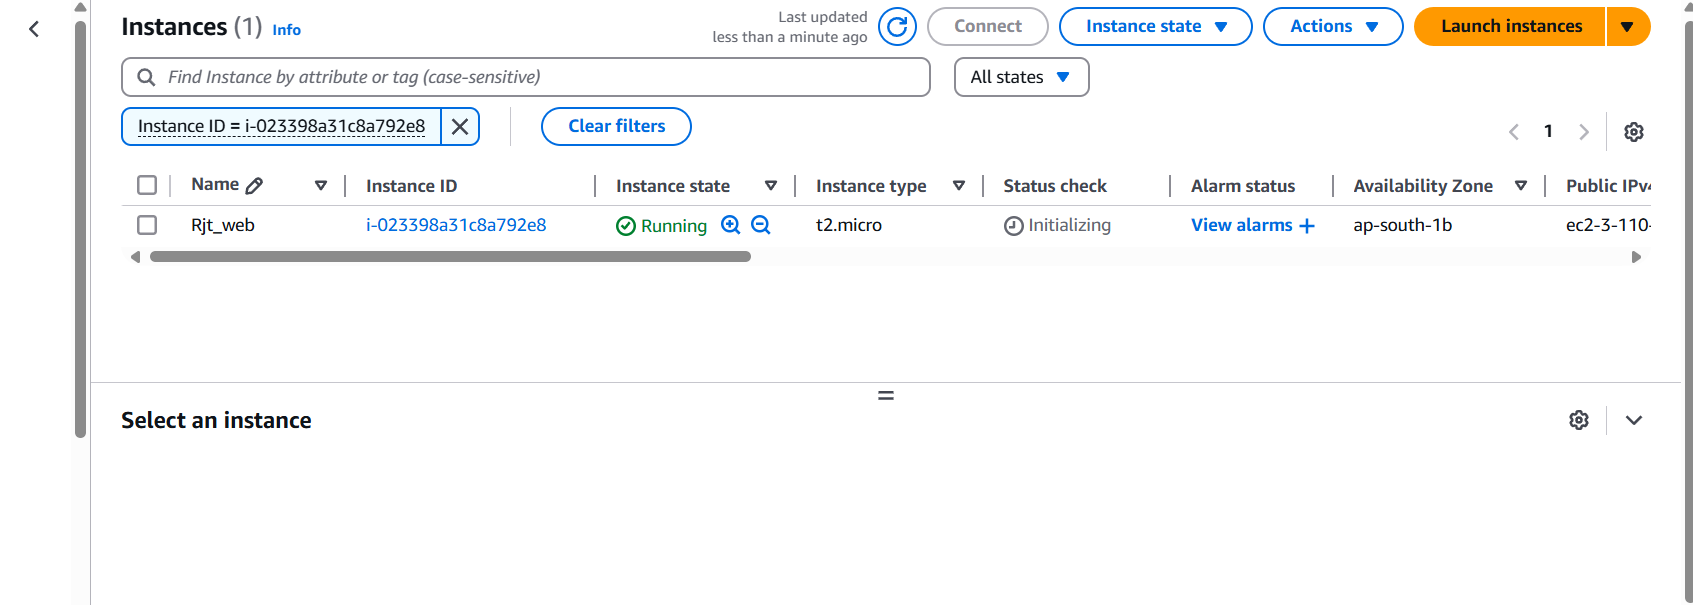 Instances (1) Info
Last updated
less than a minute ago
Connect
Instance state
Actions
Launch instances
Find Instance by attribute or tag (case-sensitive)
All states
Instance ID = i-023398a31c8a792e8
Clear filters
1
Name Instance ID Instance state Instance type Status check Alarm status Availability Zone Public IPv4
Rjt_web i-023398a31c8a792e8 Running t2.micro Initializing View alarms + ap-south-1b ec2-3-110-
Select an instance